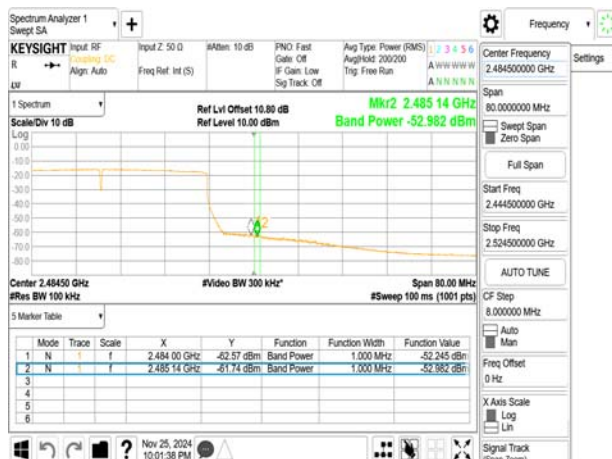 Spectrum Analyzer 1
Swept SA
Frequency
KEYSIGHT
R
Input: RF
Coupling: DC
Align: Auto
Input Z: 50 Ω
Freq Ref: Int (S)
#Atten: 10 dB
PNO: Fast
Gate: Off
IF Gain: Low
Sig Track: Off
Avg Type: Power (RMS)
Avg|Hold: 200/200
Trig: Free Run
1 2 3 4 5 6
A W W W W W
A N N N N N
Center Frequency
2.484500000 GHz
Settings
Span
80.0000000 MHz
Swept Span
Zero Span
Full Span
Start Freq
2.444500000 GHz
Stop Freq
2.524500000 GHz
AUTO TUNE
CF Step
8.000000 MHz
Auto
Man
Freq Offset
0 Hz
X Axis Scale
Log
Lin
Signal Track
(Span Zoom)
1 Spectrum
Scale/Div 10 dB
Ref Lvl Offset 10.80 dB
Ref Level 10.00 dBm
Mkr2 2.485 14 GHz
Band Power -52.982 dBm
Log
0.00
-10.0
-20.0
-30.0
-40.0
-50.0
-60.0
-70.0
-80.0
2
Center 2.48450 GHz
#Res BW 100 kHz
#Video BW 300 kHz*
Span 80.00 MHz
#Sweep 100 ms (1001 pts)
5 Marker Table
Mode Trace Scale X Y Function Function Width Function Value
1 N 1 f 2.484 00 GHz -62.57 dBm Band Power 1.000 MHz -52.245 dBm
2 N 1 f 2.485 14 GHz -61.74 dBm Band Power 1.000 MHz -52.982 dBm
3
4
5
6
?
Nov 25, 2024
10:01:38 PM